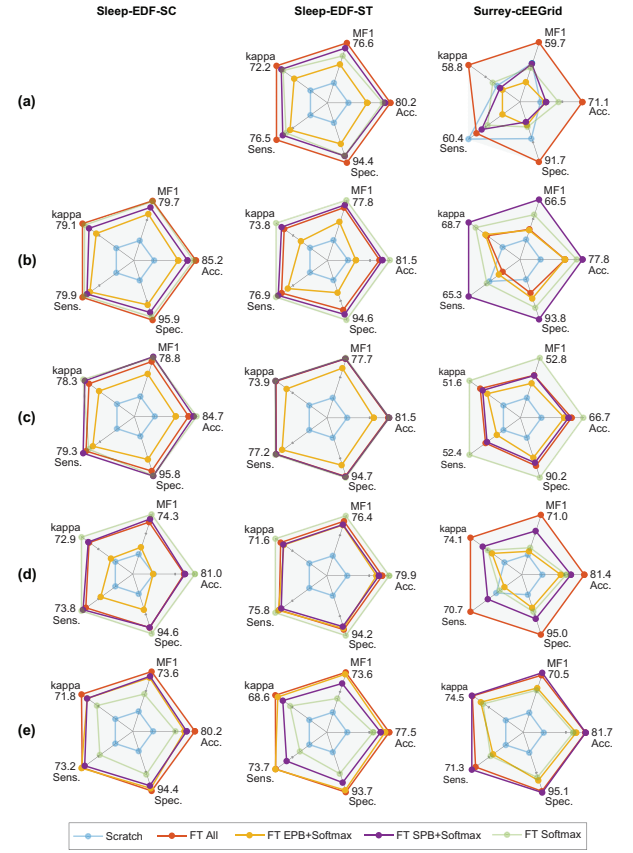 Sleep-EDF-SC Sleep-EDF-ST Surrey-cEEGrid
(a)
MF1 76.6
kappa 72.2
80.2 Acc.
76.5 Sens.
94.4 Spec.
MF1 59.7
kappa 58.8
71.1 Acc.
60.4 Sens.
91.7 Spec.
(b)
MF1 79.7
kappa 79.1
85.2 Acc.
79.9 Sens.
95.9 Spec.
MF1 77.8
kappa 73.8
81.5 Acc.
76.9 Sens.
94.6 Spec.
MF1 66.5
kappa 68.7
77.8 Acc.
65.3 Sens.
93.8 Spec.
(c)
MF1 78.8
kappa 78.3
84.7 Acc.
79.3 Sens.
95.8 Spec.
MF1 77.7
kappa 73.9
81.5 Acc.
77.2 Sens.
94.7 Spec.
MF1 52.8
kappa 51.6
66.7 Acc.
52.4 Sens.
90.2 Spec.
(d)
MF1 74.3
kappa 72.9
81.0 Acc.
73.8 Sens.
94.6 Spec.
MF1 76.4
kappa 71.6
79.9 Acc.
75.8 Sens.
94.2 Spec.
MF1 71.0
kappa 74.1
81.4 Acc.
70.7 Sens.
95.0 Spec.
(e)
MF1 73.6
kappa 71.8
80.2 Acc.
73.2 Sens.
94.4 Spec.
MF1 73.6
kappa 68.6
77.5 Acc.
73.7 Sens.
93.7 Spec.
MF1 70.5
kappa 74.5
81.7 Acc.
71.3 Sens.
95.1 Spec.
Scratch FT All FT EPB+Softmax FT SPB+Softmax FT Softmax